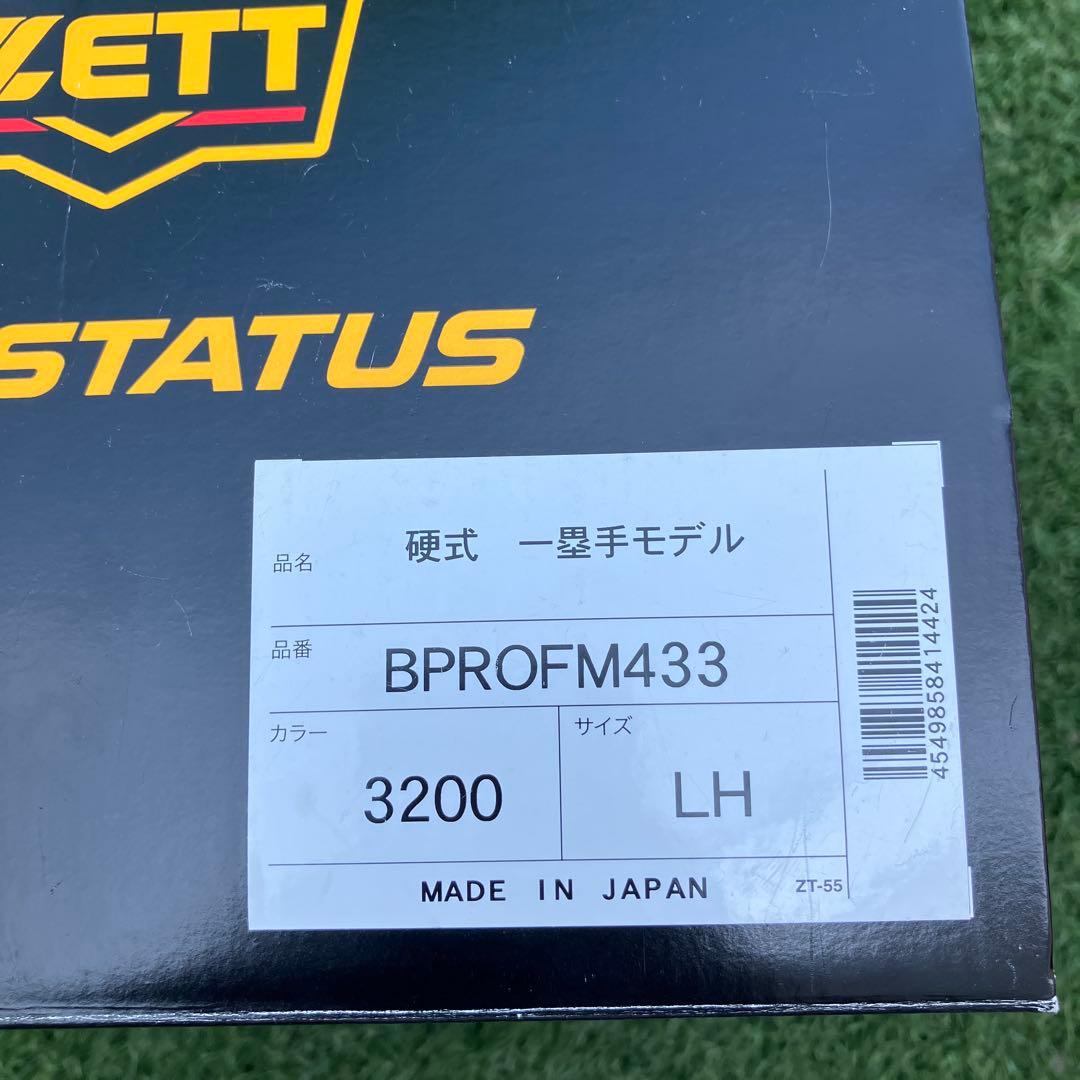 ZETT
STATUS
品名
硬式 一塁手モデル
品番
BPROFM433
カラー
3200
サイズ
LH
MADE IN JAPAN
ZT-55
4549858414424